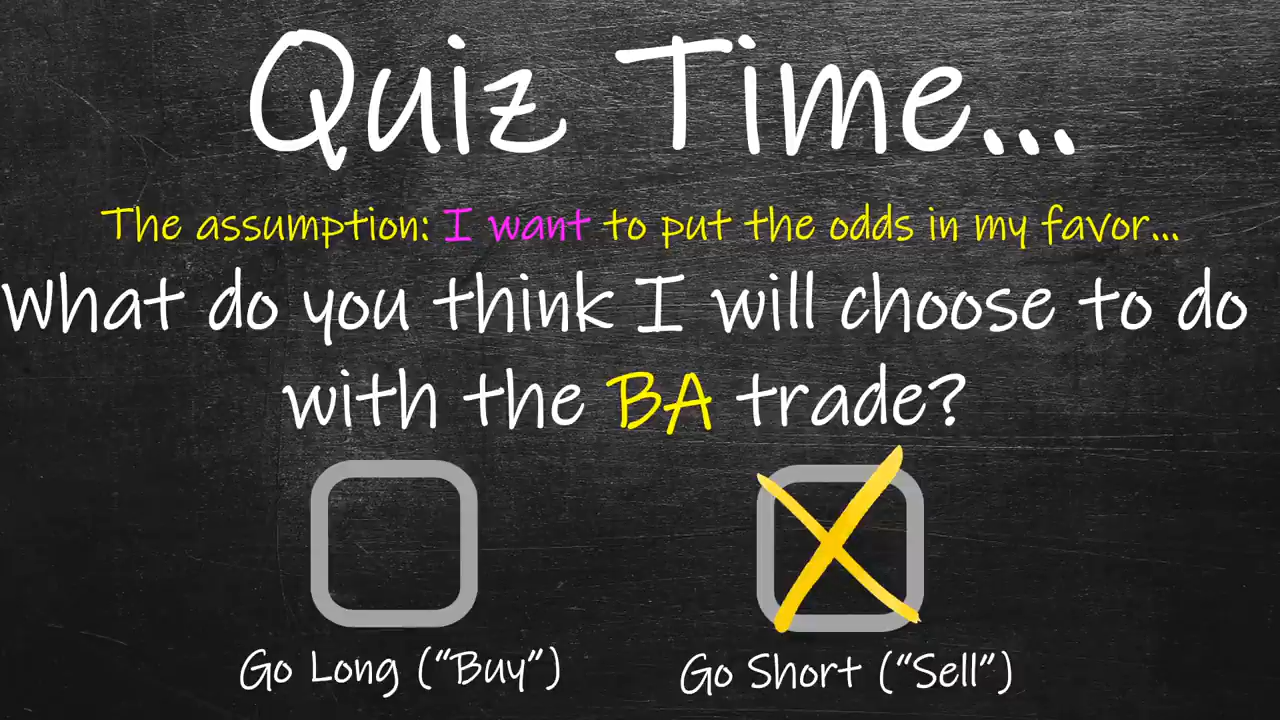 Quiz Time...
The assumption: I want to put the odds in my favor...
What do you think I will choose to do
with the BA trade?
Go Long ("Buy")
Go Short ("Sell")